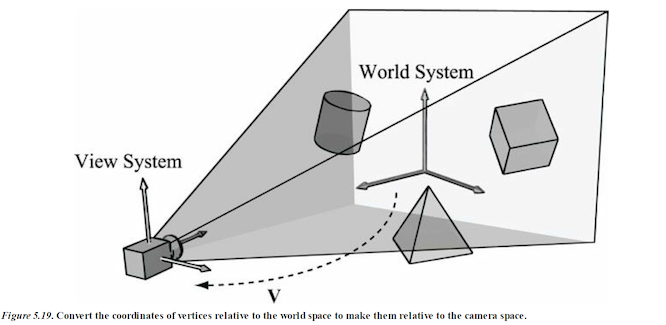 World System
View System
V
Figure 5.19. Convert the coordinates of vertices relative to the world space to make them relative to the camera space.